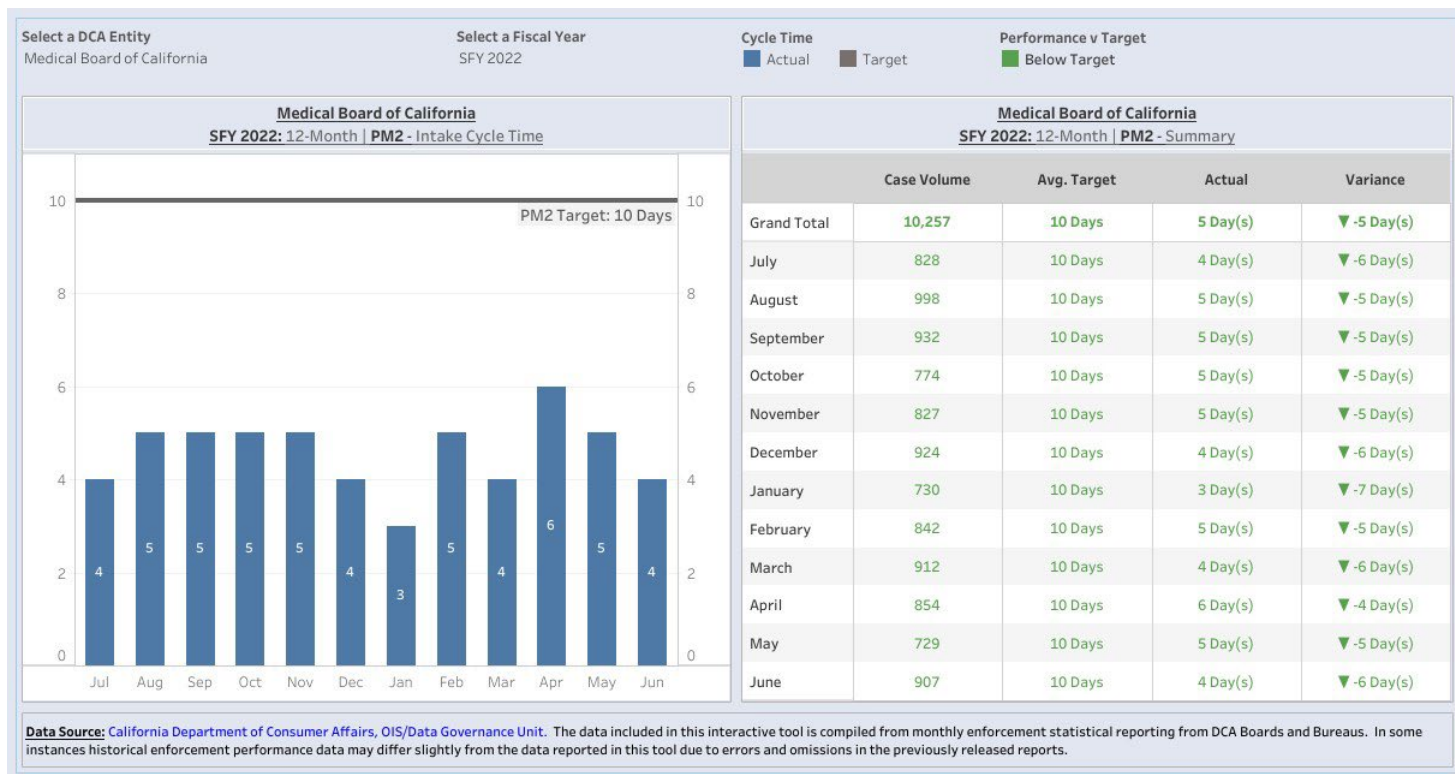 Select a DCA Entity
Medical Board of California
Select a Fiscal Year
SFY 2022
Cycle Time
Actual
Target
Performance v Target
Below Target
Medical Board of California
SFY 2022: 12-Month | PM2 - Intake Cycle Time
10
8
6
4
2
0
PM2 Target: 10 Days
10
8
6
4
2
0
4 5 5 5 5 4 3 5 4 6 5 4
Jul Aug Sep Oct Nov Dec Jan Feb Mar Apr May Jun
Medical Board of California
SFY 2022: 12-Month | PM2 - Summary
Case Volume Avg. Target Actual Variance
Grand Total 10,257 10 Days 5 Day(s) ▼ -5 Day(s)
July 828 10 Days 4 Day(s) ▼ -6 Day(s)
August 998 10 Days 5 Day(s) ▼ -5 Day(s)
September 932 10 Days 5 Day(s) ▼ -5 Day(s)
October 774 10 Days 5 Day(s) ▼ -5 Day(s)
November 827 10 Days 5 Day(s) ▼ -5 Day(s)
December 924 10 Days 4 Day(s) ▼ -6 Day(s)
January 730 10 Days 3 Day(s) ▼ -7 Day(s)
February 842 10 Days 5 Day(s) ▼ -5 Day(s)
March 912 10 Days 4 Day(s) ▼ -6 Day(s)
April 854 10 Days 6 Day(s) ▼ -4 Day(s)
May 729 10 Days 5 Day(s) ▼ -5 Day(s)
June 907 10 Days 4 Day(s) ▼ -6 Day(s)
Data Source: California Department of Consumer Affairs, OIS/Data Governance Unit. The data included in this interactive tool is compiled from monthly enforcement statistical reporting from DCA Boards and Bureaus. In some
instances historical enforcement performance data may differ slightly from the data reported in this tool due to errors and omissions in the previously released reports.